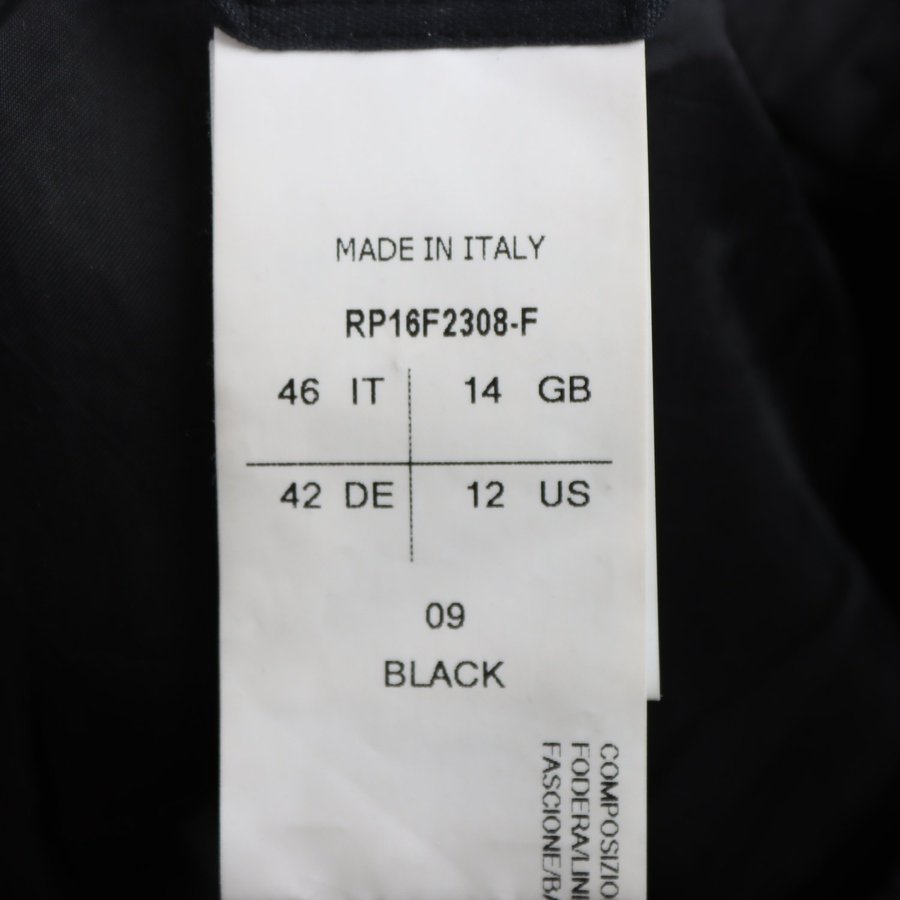 MADE IN ITALY
RP16F2308-F
46 IT 14 GB
42 DE 12 US
09
BLACK